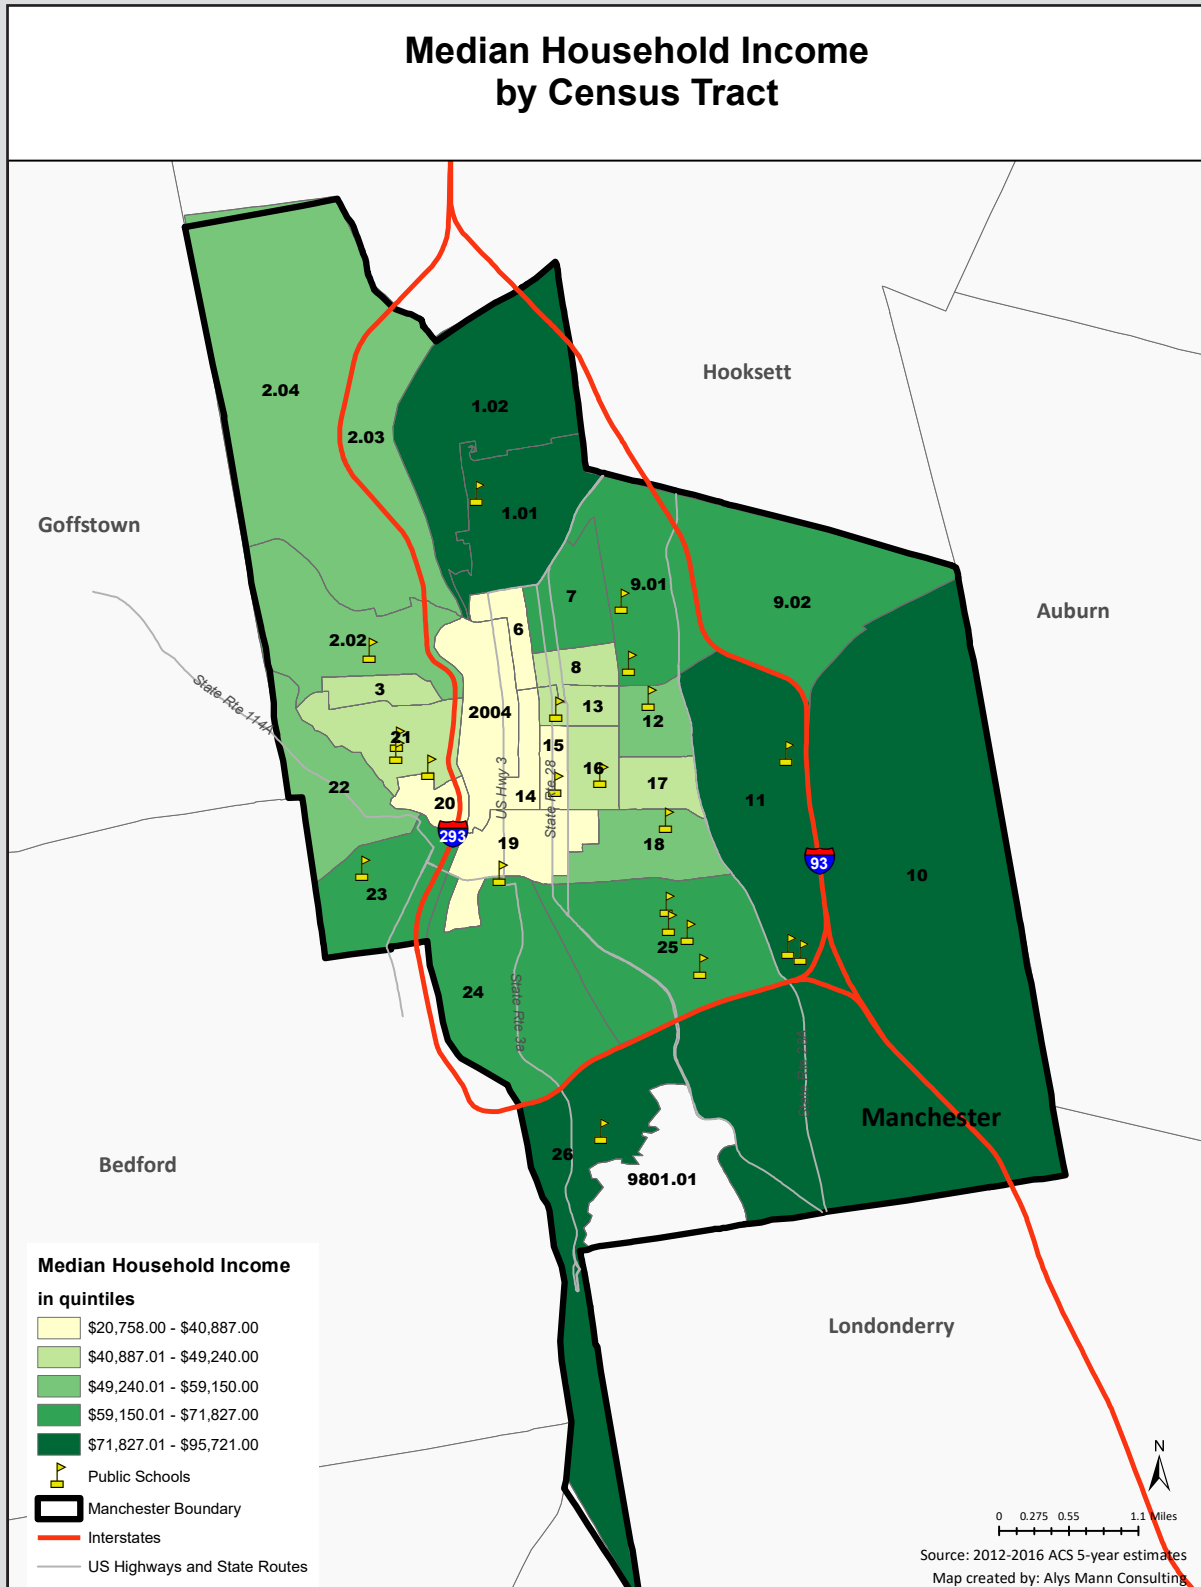 Median Household Income
by Census Tract
Hooksett
2.04
1.02
2.03
1.01
Goffstown
7
9.01
9.02
Auburn
6
2.02
8
3
State Rte 114A
2004
13
12
21
15
16
17
22
US Hwy 3
State Rte 28
14
11
20
293
19
18
93
10
23
25
24
State Rte 3a
Manchester
26
Bedford
9801.01
Londonderry
Median Household Income
in quintiles
$20,758.00 - $40,887.00
$40,887.01 - $49,240.00
$49,240.01 - $59,150.00
$59,150.01 - $71,827.00
$71,827.01 - $95,721.00
Public Schools
Manchester Boundary
Interstates
US Highways and State Routes
N
0 0.275 0.55 1.1 Miles
Source: 2012-2016 ACS 5-year estimates
Map created by: Alys Mann Consulting